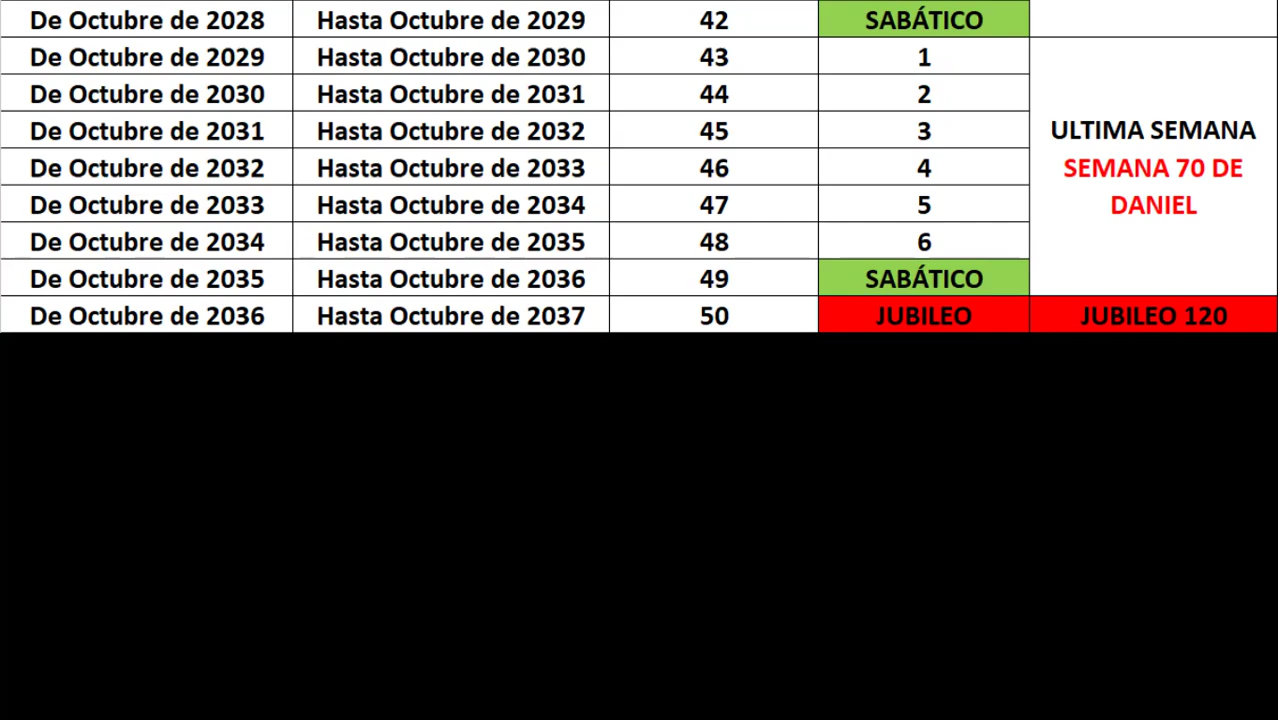 De Octubre de 2028 Hasta Octubre de 2029 42 SABÁTICO
De Octubre de 2029 Hasta Octubre de 2030 43 1
De Octubre de 2030 Hasta Octubre de 2031 44 2
De Octubre de 2031 Hasta Octubre de 2032 45 3
De Octubre de 2032 Hasta Octubre de 2033 46 4
De Octubre de 2033 Hasta Octubre de 2034 47 5
De Octubre de 2034 Hasta Octubre de 2035 48 6
De Octubre de 2035 Hasta Octubre de 2036 49 SABÁTICO
ULTIMA SEMANA
SEMANA 70 DE
DANIEL
De Octubre de 2036 Hasta Octubre de 2037 50 JUBILEO JUBILEO 120